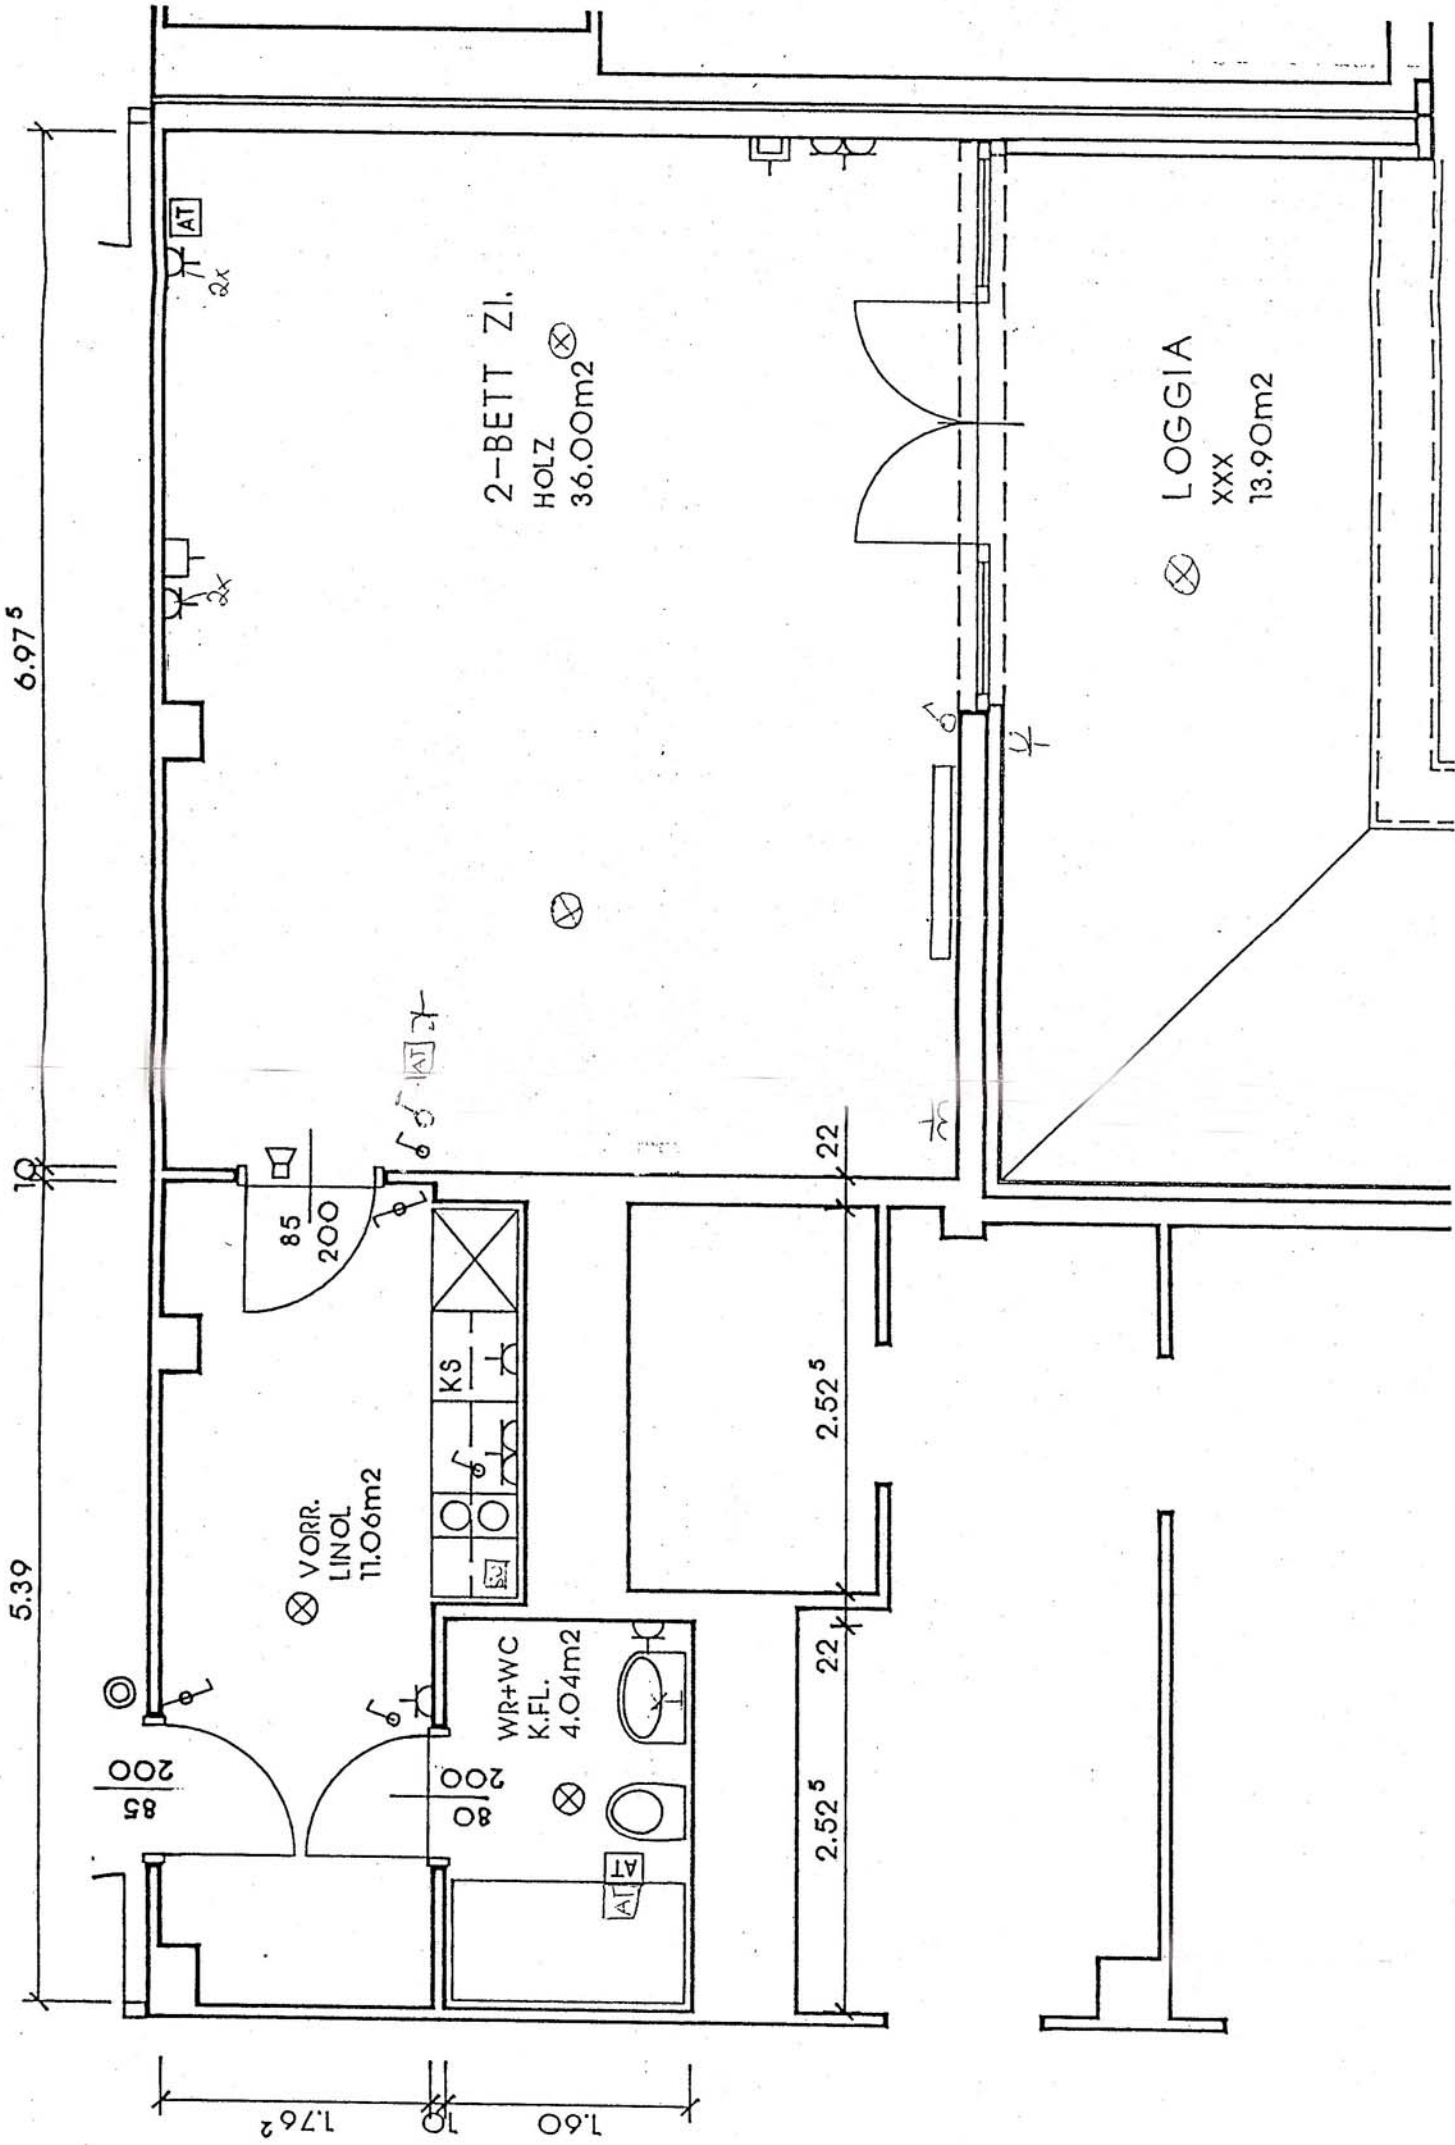 5.39
10
6.97⁵
85
200
VORR.
LINOL
11.06m2
85
200
AT
2x
2x
AT
2-BETT ZI.
HOLZ
36.00m2
KS
1.76²
10
1.60
80
200
WR+WC
K.FL.
4.04m2
AT
AT
2.52⁵
22
2.52⁵
22
LOGGIA
XXX
13.90m2